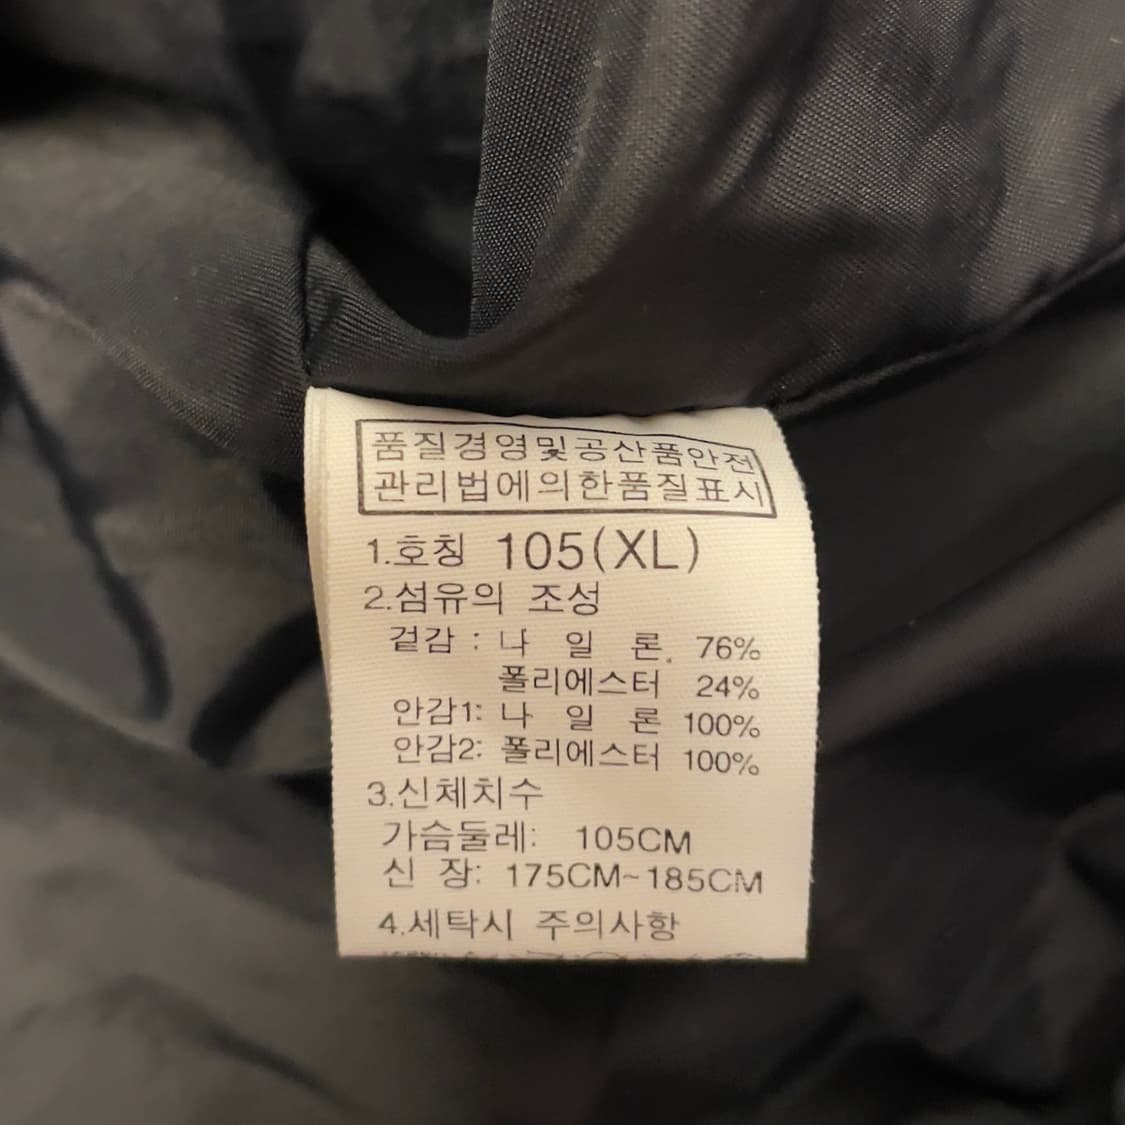 품질경영및공산품안전
관리법에의한품질표시
1.호칭 105(XL)
2.섬유의 조성
겉감 : 나 일 론 76%
폴리에스터 24%
안감1: 나 일 론 100%
안감2: 폴리에스터 100%
3.신체치수
가슴둘레: 105CM
신 장: 175CM~185CM
4.세탁시 주의사항